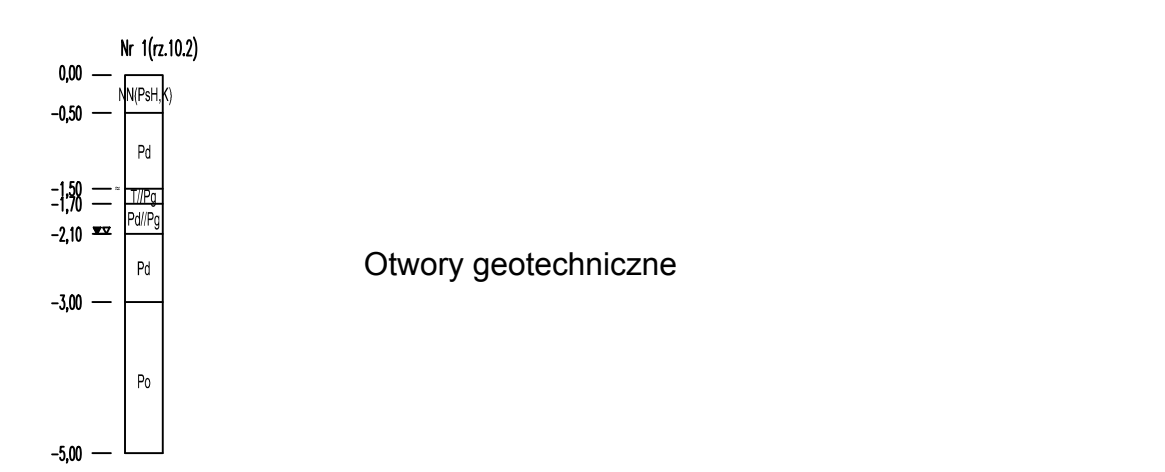 Nr 1(rz.10.2)
0,00
NN(PsH,K)
-0,50
Pd
-1,50
T//Pg
-1,70
Pd//Pg
-2,10
Pd
Otwory geotechniczne
-3,00
Po
-5,00